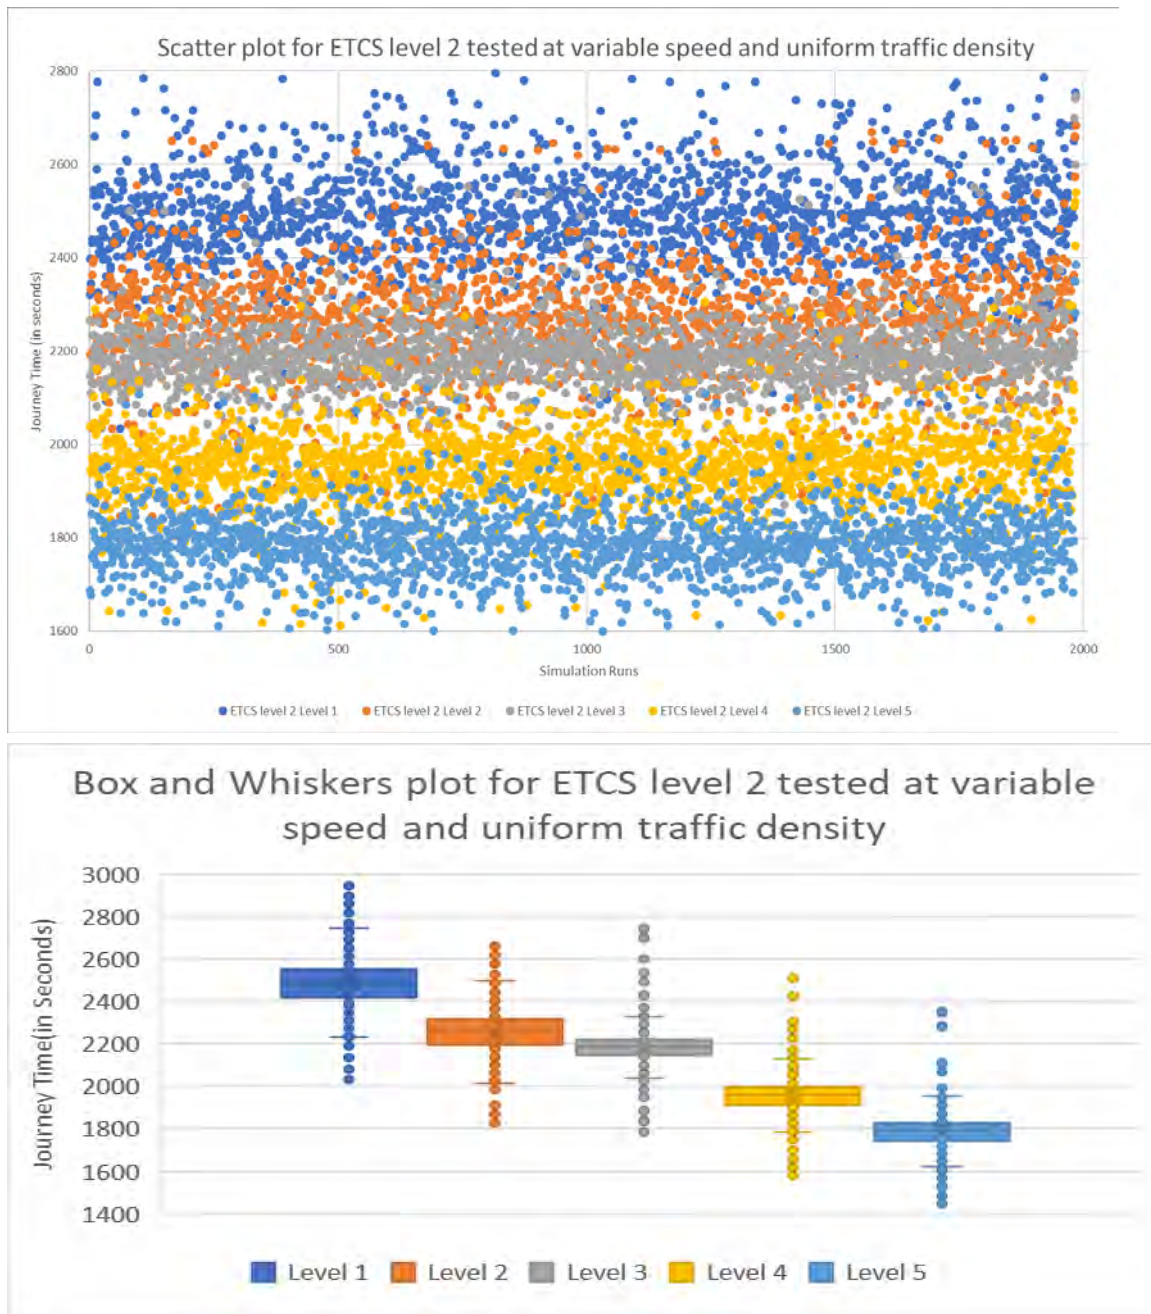 Scatter plot for ETCS level 2 tested at variable speed and uniform traffic density
2800
2600
2400
2200
2000
1800
1600
Journey Time (in seconds)
0
500
1000
1500
2000
Simulation Runs
ETCS level 2 Level 1
ETCS level 2 Level 2
ETCS level 2 Level 3
ETCS level 2 Level 4
ETCS level 2 Level 5
Box and Whiskers plot for ETCS level 2 tested at variable
speed and uniform traffic density
3000
2800
2600
2400
2200
2000
1800
1600
1400
Journey Time(in Seconds)
Level 1
Level 2
Level 3
Level 4
Level 5